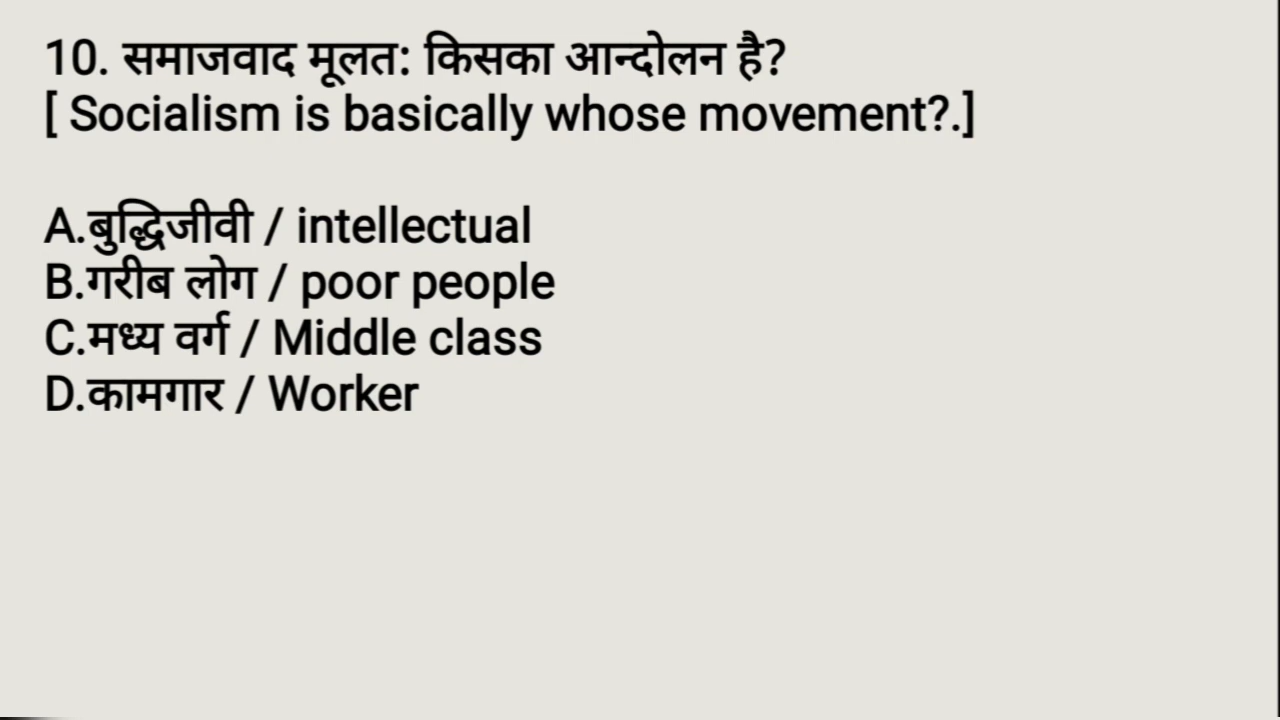 10. समाजवाद मूलत: किसका आन्दोलन है?
[ Socialism is basically whose movement?.]
A.बुद्धिजीवी / intellectual
B.गरीब लोग / poor people
C.मध्य वर्ग / Middle class
D.कामगार / Worker